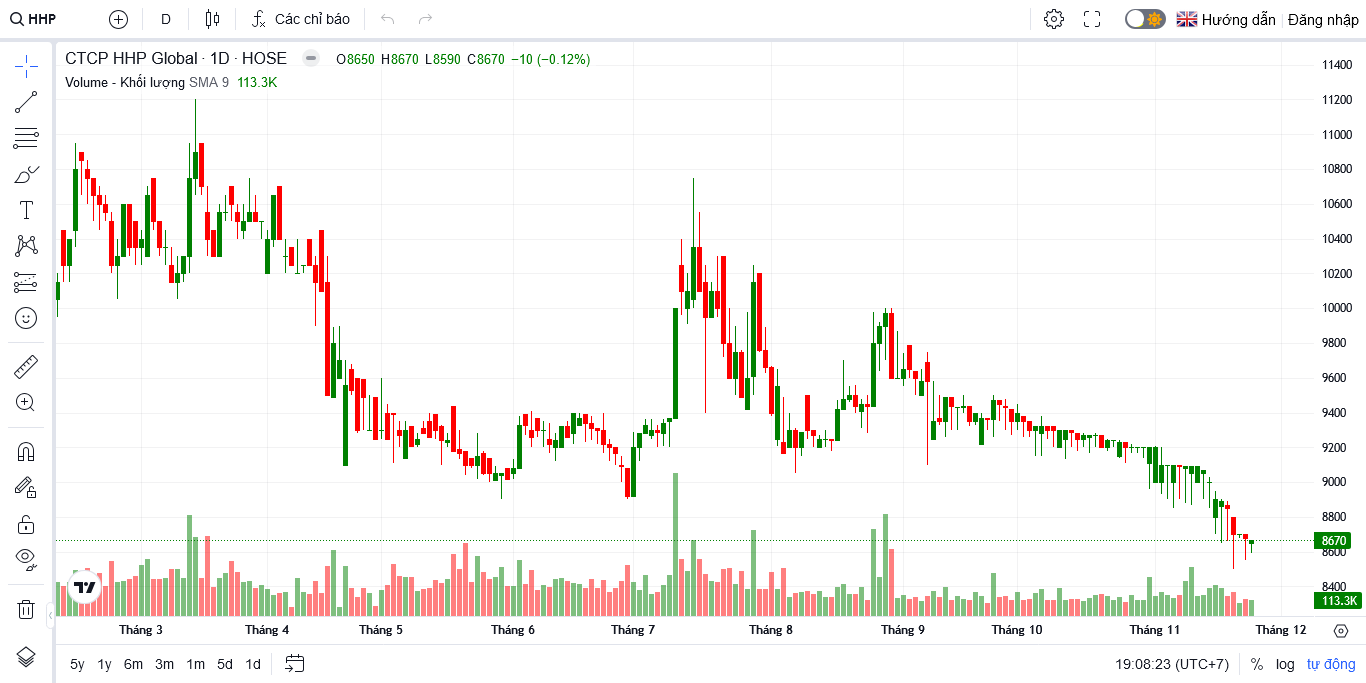 HHP D Các chỉ báo Hướng dẫn Đăng nhập
CTCP HHP Global · 1D · HOSE O8650 H8670 L8590 C8670 −10 (−0.12%)
Volume - Khối lượng SMA 9 113.3K
11400
11200
11000
10800
10600
10400
10200
10000
9800
9600
9400
9200
9000
8800
8670
8600
8400
113.3K
Tháng 3 Tháng 4 Tháng 5 Tháng 6 Tháng 7 Tháng 8 Tháng 9 Tháng 10 Tháng 11 Tháng 12
5y 1y 6m 3m 1m 5d 1d 19:08:23 (UTC+7) % log tự động